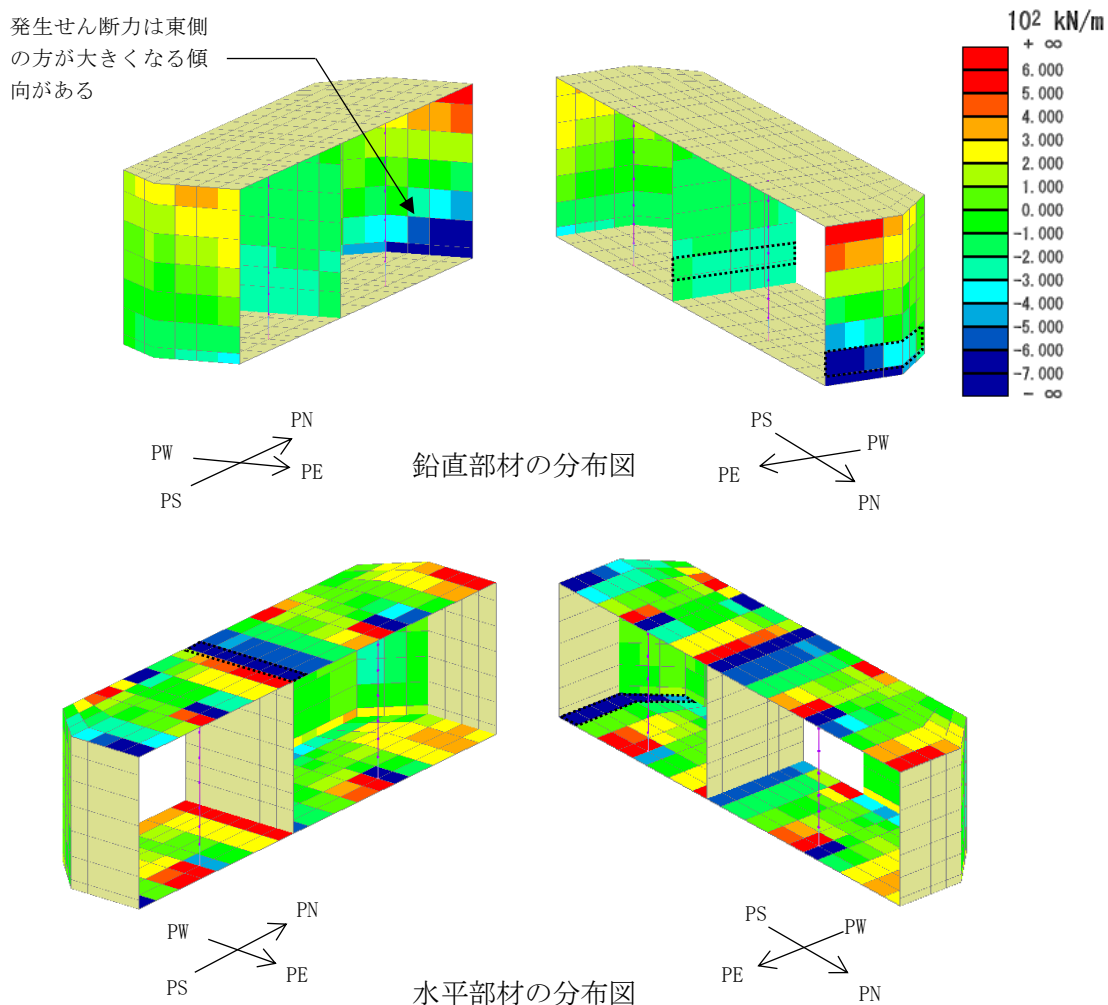 発生せん断力は東側
の方が大きくなる傾
向がある
10² kN/m
+ ∞
6.000
5.000
4.000
3.000
2.000
1.000
0.000
-1.000
-2.000
-3.000
-4.000
-5.000
-6.000
-7.000
- ∞
PN
PW
PE
PS
鉛直部材の分布図
PS
PW
PE
PN
PN
PW
PE
PS
水平部材の分布図
PS
PW
PE
PN